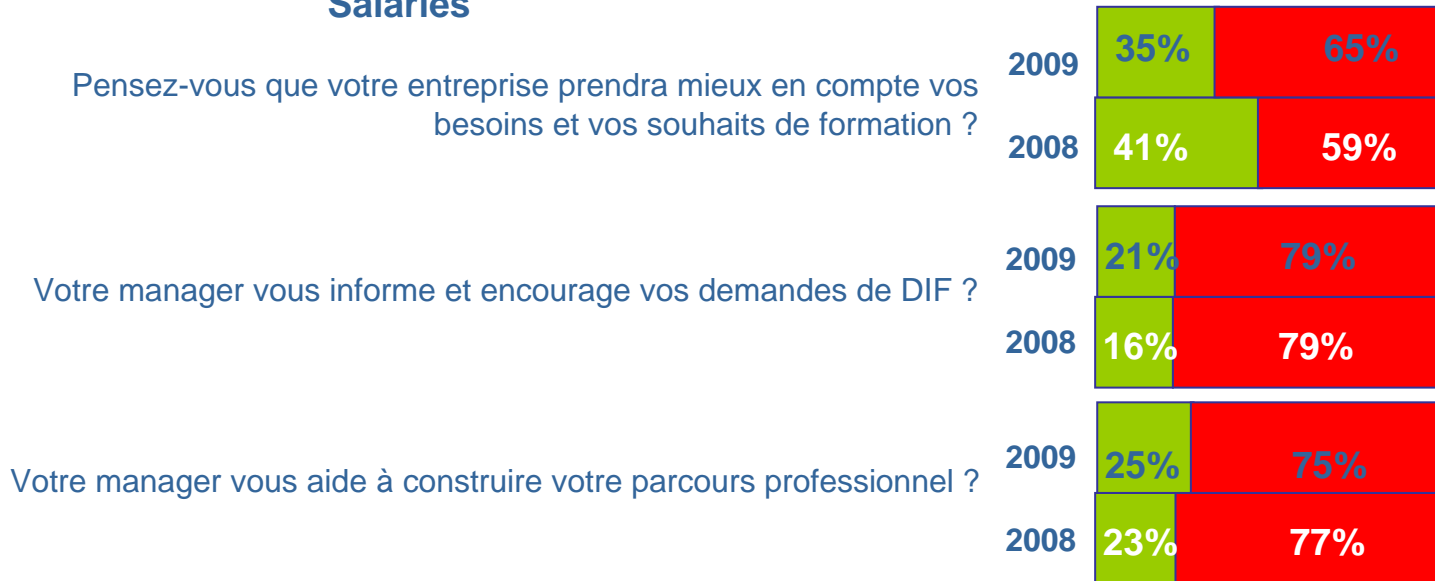 Salariés
2009 35% 65%
Pensez-vous que votre entreprise prendra mieux en compte vos
besoins et vos souhaits de formation ?
2008 41% 59%
2009 21% 79%
Votre manager vous informe et encourage vos demandes de DIF ?
2008 16% 79%
2009 25% 75%
Votre manager vous aide à construire votre parcours professionnel ?
2008 23% 77%